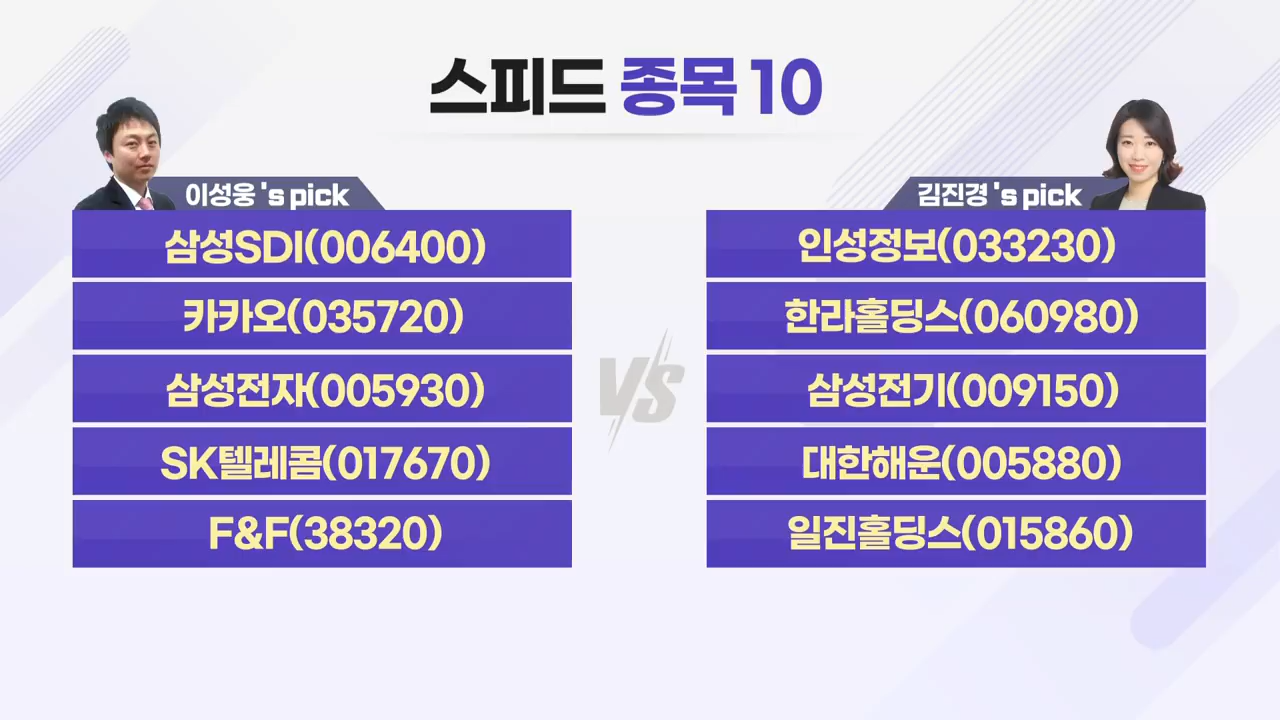 스피드 종목 10
이성웅 's pick
삼성SDI(006400)
카카오(035720)
삼성전자(005930)
SK텔레콤(017670)
F&F(38320)
VS
김진경 's pick
인성정보(033230)
한라홀딩스(060980)
삼성전기(009150)
대한해운(005880)
일진홀딩스(015860)